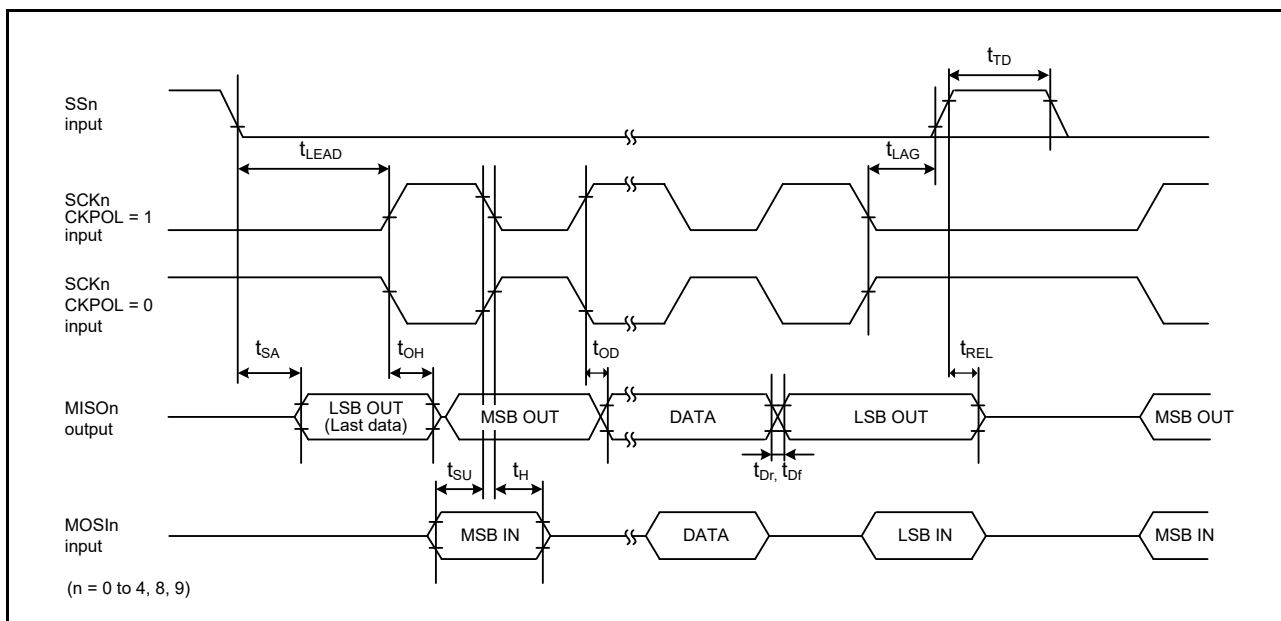 tTD
SSn
input
tLEAD
tLAG
SCKn
CKPOL = 1
input
SCKn
CKPOL = 0
input
tSA
tOH
tOD
tREL
MISOn
output
LSB OUT
(Last data)
MSB OUT
DATA
LSB OUT
MSB OUT
tSU
tH
tDr, tDf
MOSIn
input
MSB IN
DATA
LSB IN
MSB IN
(n = 0 to 4, 8, 9)